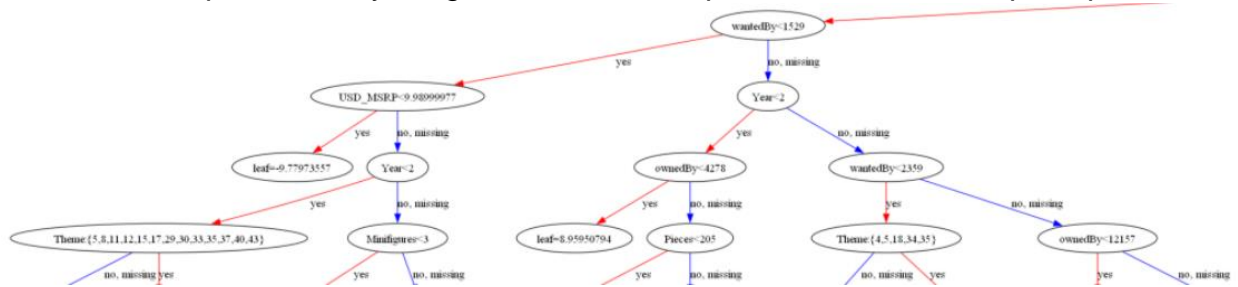 wantedBy<1529
yes
no, missing
USD_MSRP<9.98999977
Year<2
yes
no, missing
yes
no, missing
leaf=-9.77973557
Year<2
ownedBy<4278
wantedBy<2359
yes
no, missing
yes
no, missing
yes
no, missing
Theme:{5,8,11,12,15,17,29,30,33,35,37,40,43}
Minifigures<3
leaf=8.95950794
Pieces<205
Theme:{4,5,18,34,35}
ownedBy<12157
no, missing
yes
yes
no, missing
yes
no, missing
no, missing
yes
yes
no, missing